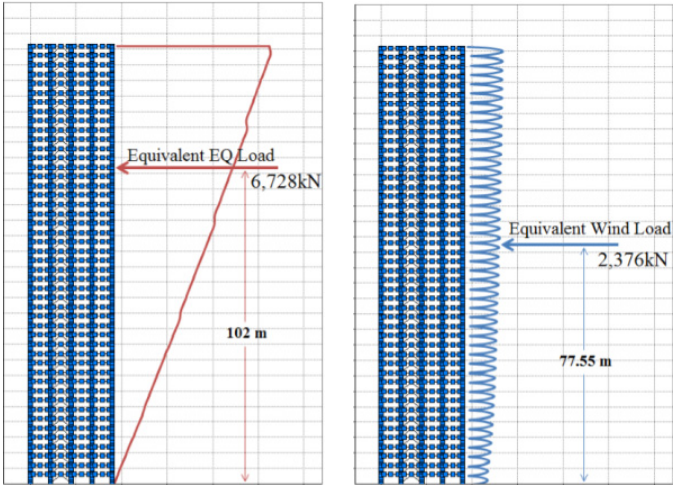 Equivalent EQ Load
6,728kN
102 m
Equivalent Wind Load
2,376kN
77.55 m